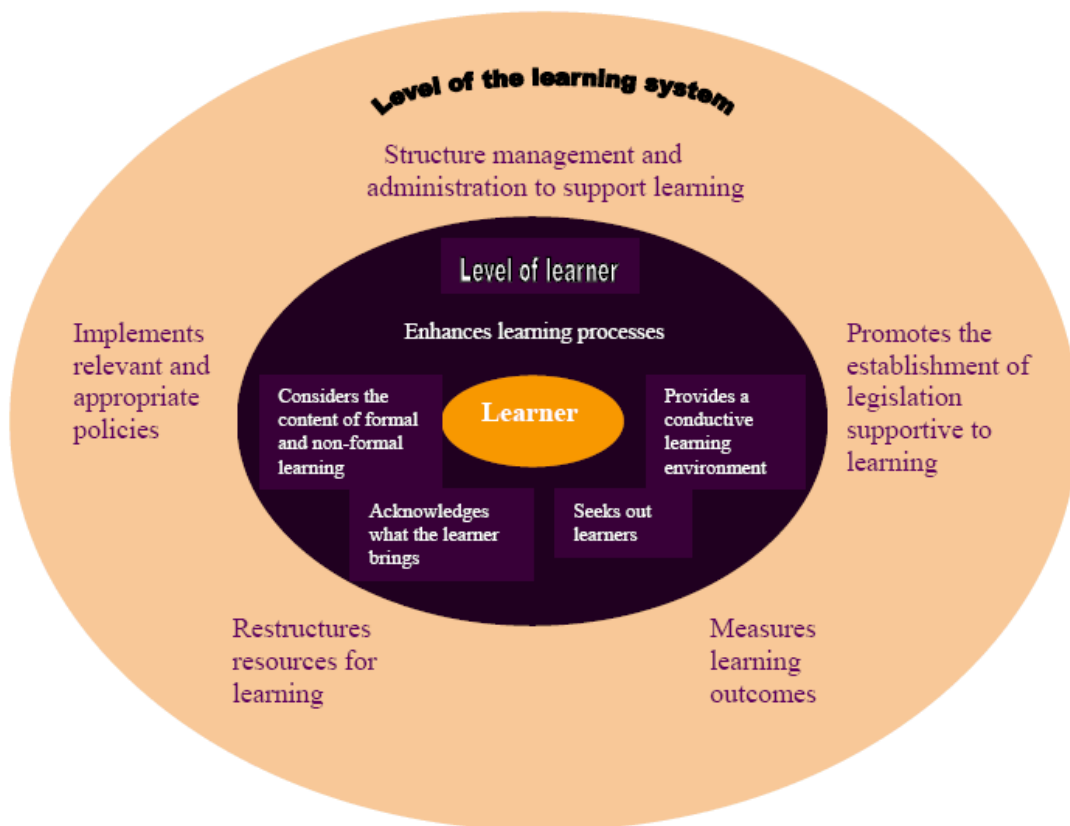 Level of the learning system
Structure management and
administration to support learning
Level of learner
Enhances learning processes
Implements
relevant and
appropriate
policies
Considers the
content of formal
and non-formal
learning
Learner
Provides a
conductive
learning
environment
Promotes the
establishment of
legislation
supportive to
learning
Acknowledges
what the learner
brings
Seeks out
learners
Restructures
resources for
learning
Measures
learning
outcomes